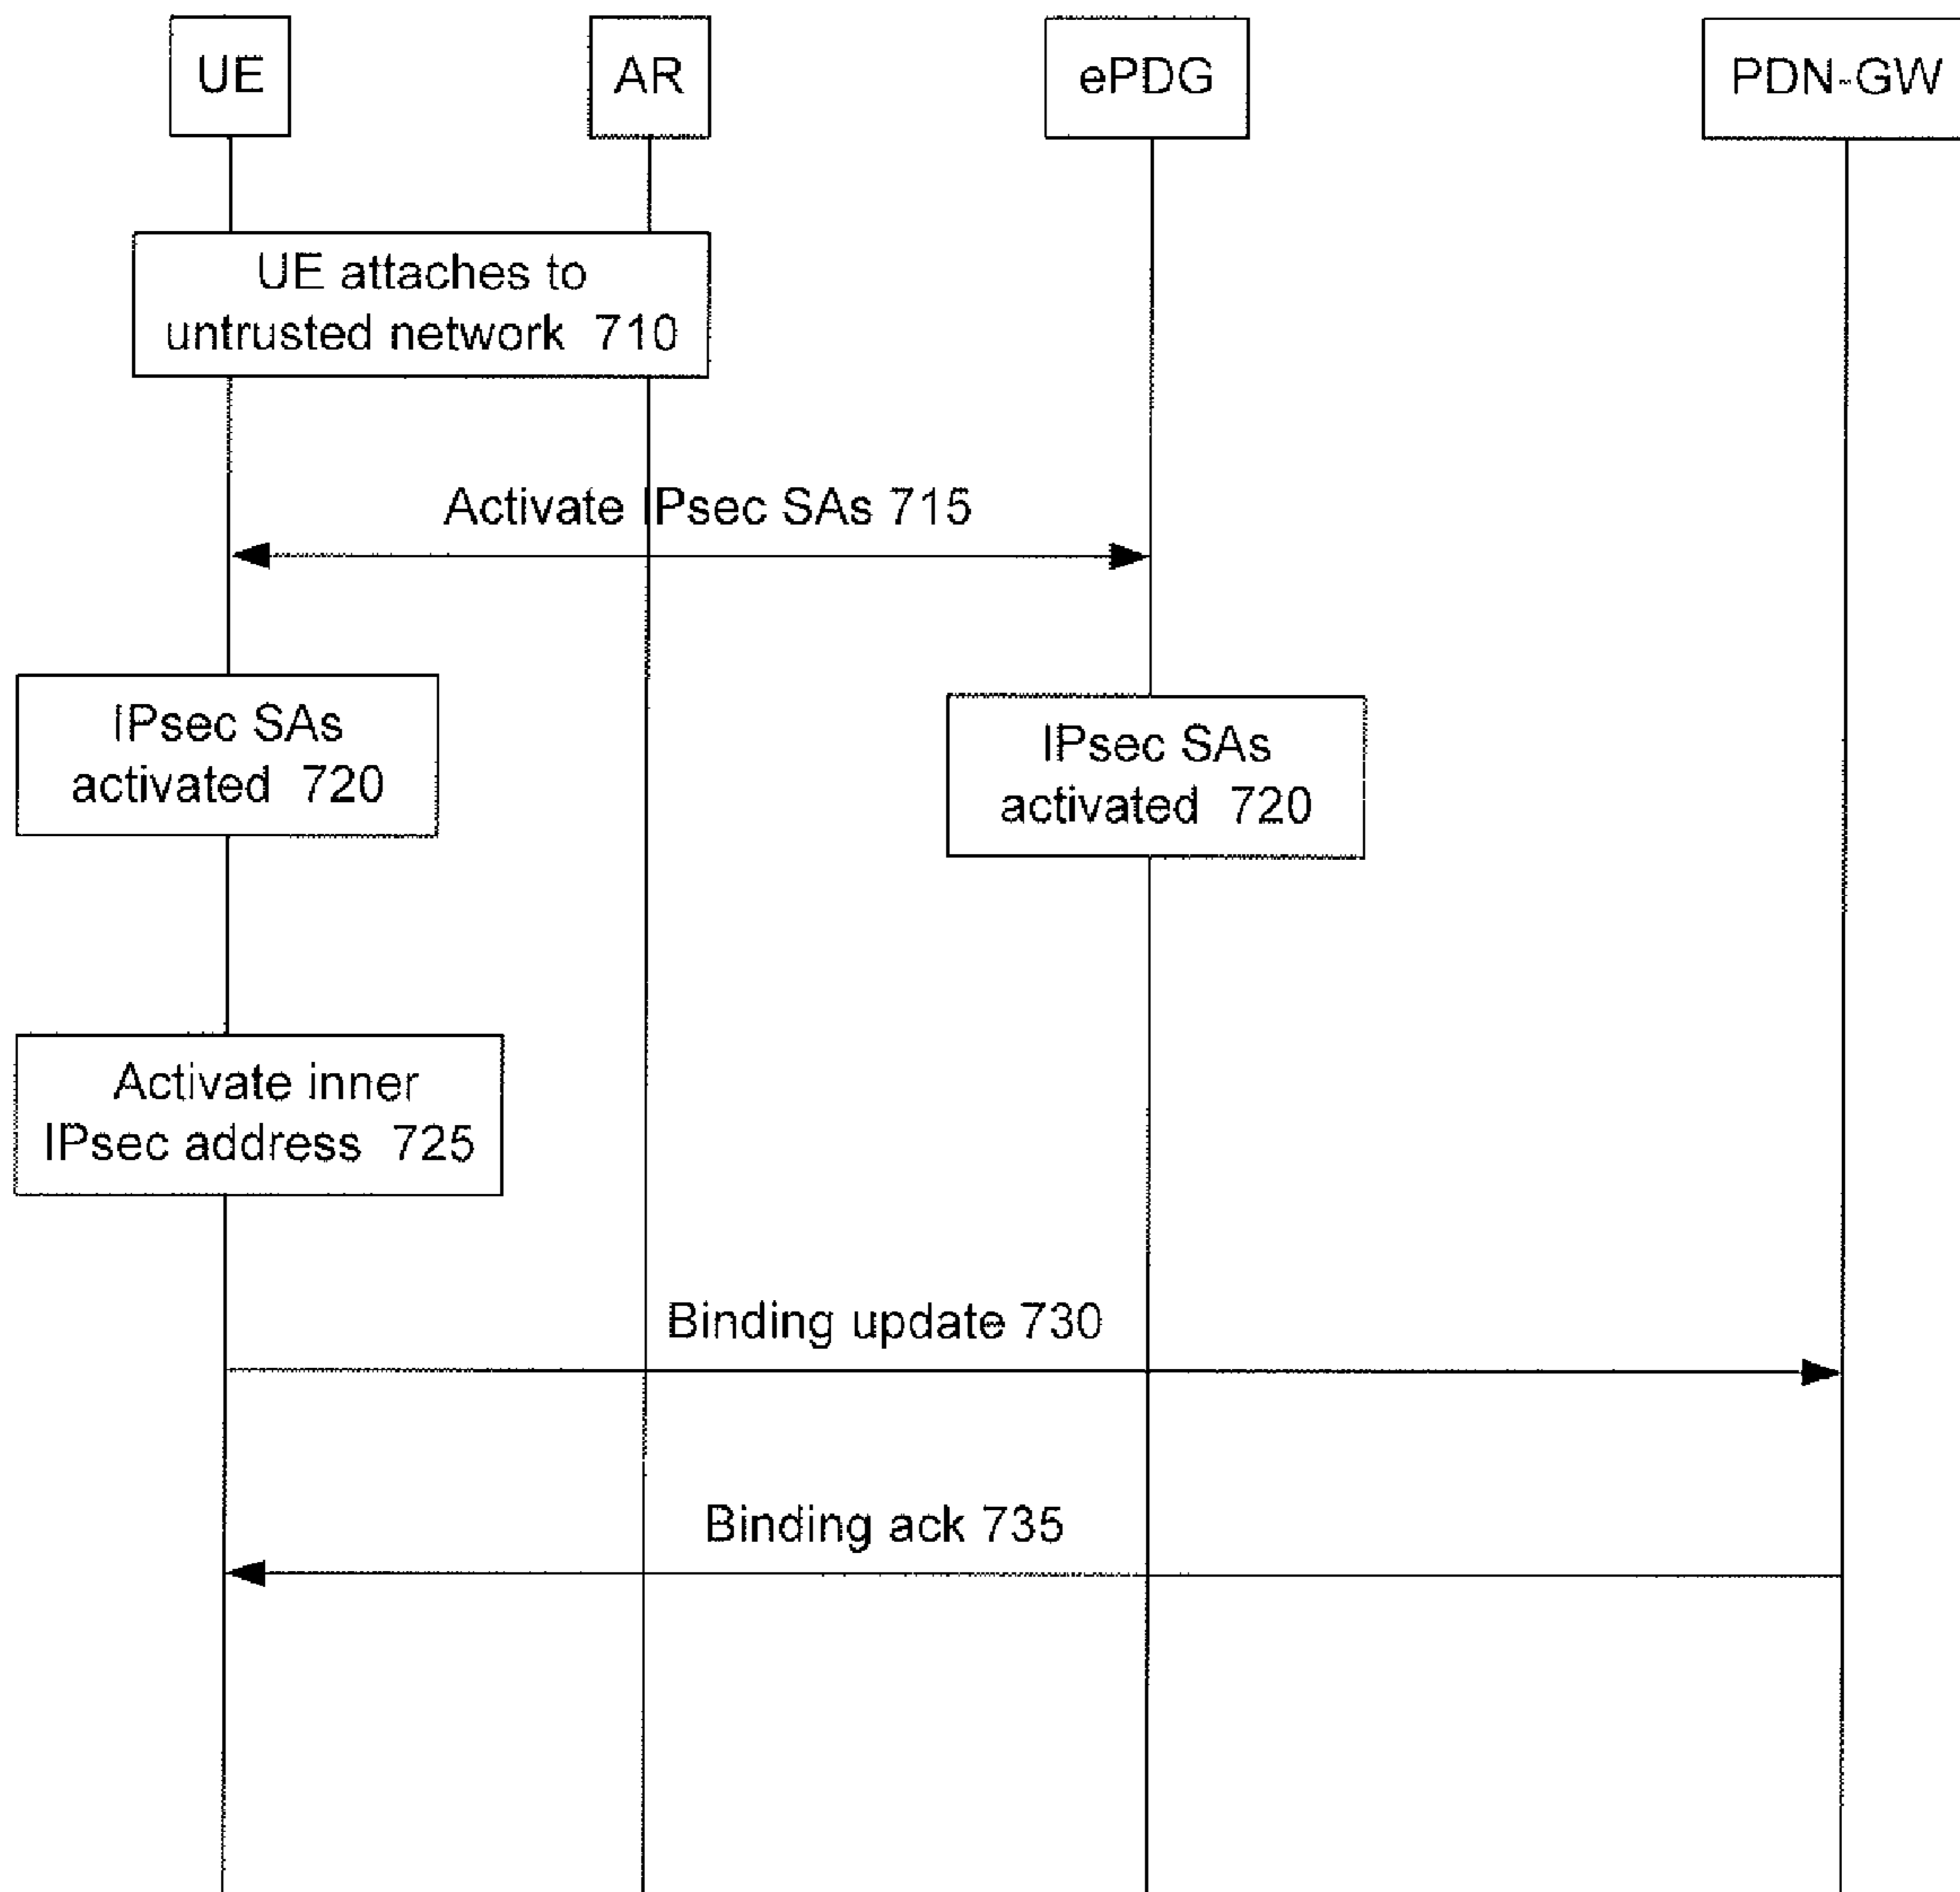 UE
AR
ePDG
PDN-GW
UE attaches to
untrusted network 710
Activate IPsec SAs 715
IPsec SAs
activated 720
IPsec SAs
activated 720
Activate inner
IPsec address 725
Binding update 730
Binding ack 735